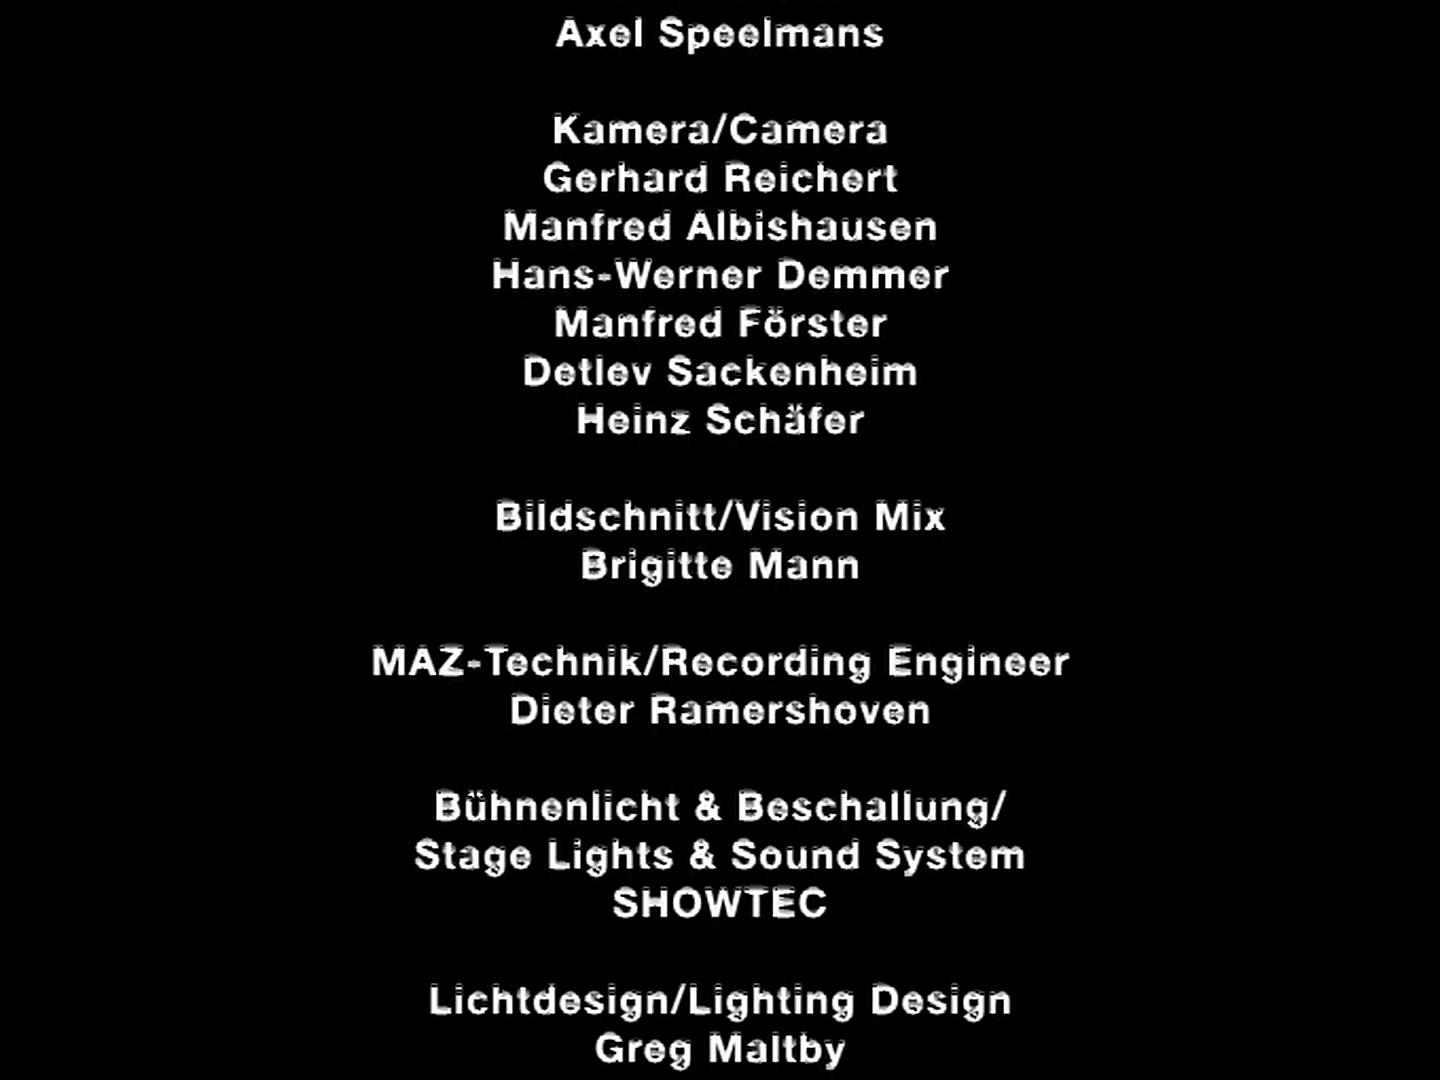 Axel Speelmans
Kamera/Camera
Gerhard Reichert
Manfred Albishausen
Hans-Werner Demmer
Manfred Förster
Detlev Sackenheim
Heinz Schäfer
Bildschnitt/Vision Mix
Brigitte Mann
MAZ-Technik/Recording Engineer
Dieter Ramershoven
Bühnenlicht & Beschallung/
Stage Lights & Sound System
SHOWTEC
Lichtdesign/Lighting Design
Greg Maltby